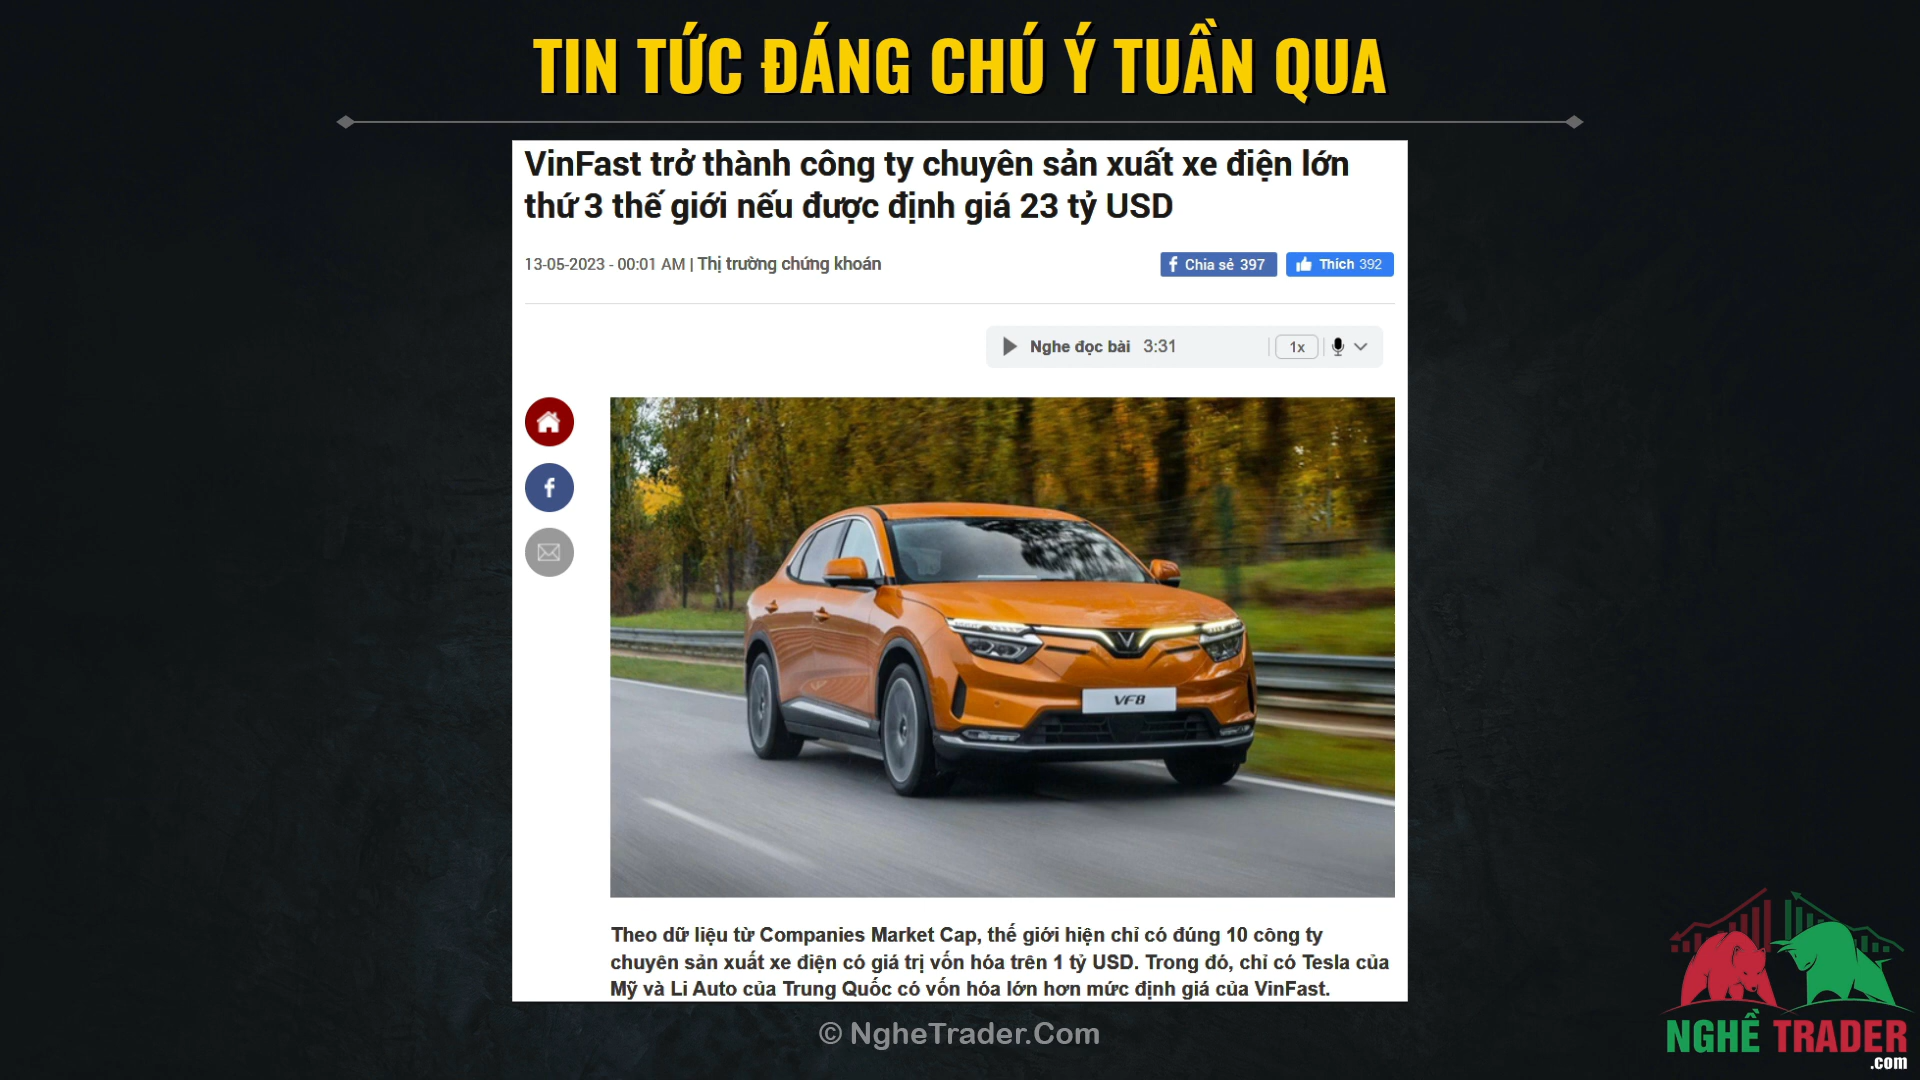 TIN TỨC ĐÁNG CHÚ Ý TUẦN QUA
VinFast trở thành công ty chuyên sản xuất xe điện lớn
thứ 3 thế giới nếu được định giá 23 tỷ USD
13-05-2023 - 00:01 AM | Thị trường chứng khoán
Chia sẻ 397
Thích 392
Nghe đọc bài 3:31
1x
VF8
Theo dữ liệu từ Companies Market Cap, thế giới hiện chỉ có đúng 10 công ty
chuyên sản xuất xe điện có giá trị vốn hóa trên 1 tỷ USD. Trong đó, chỉ có Tesla của
Mỹ và Li Auto của Trung Quốc có vốn hóa lớn hơn mức định giá của VinFast.
© NgheTrader.Com
NGHỀ TRADER
.com